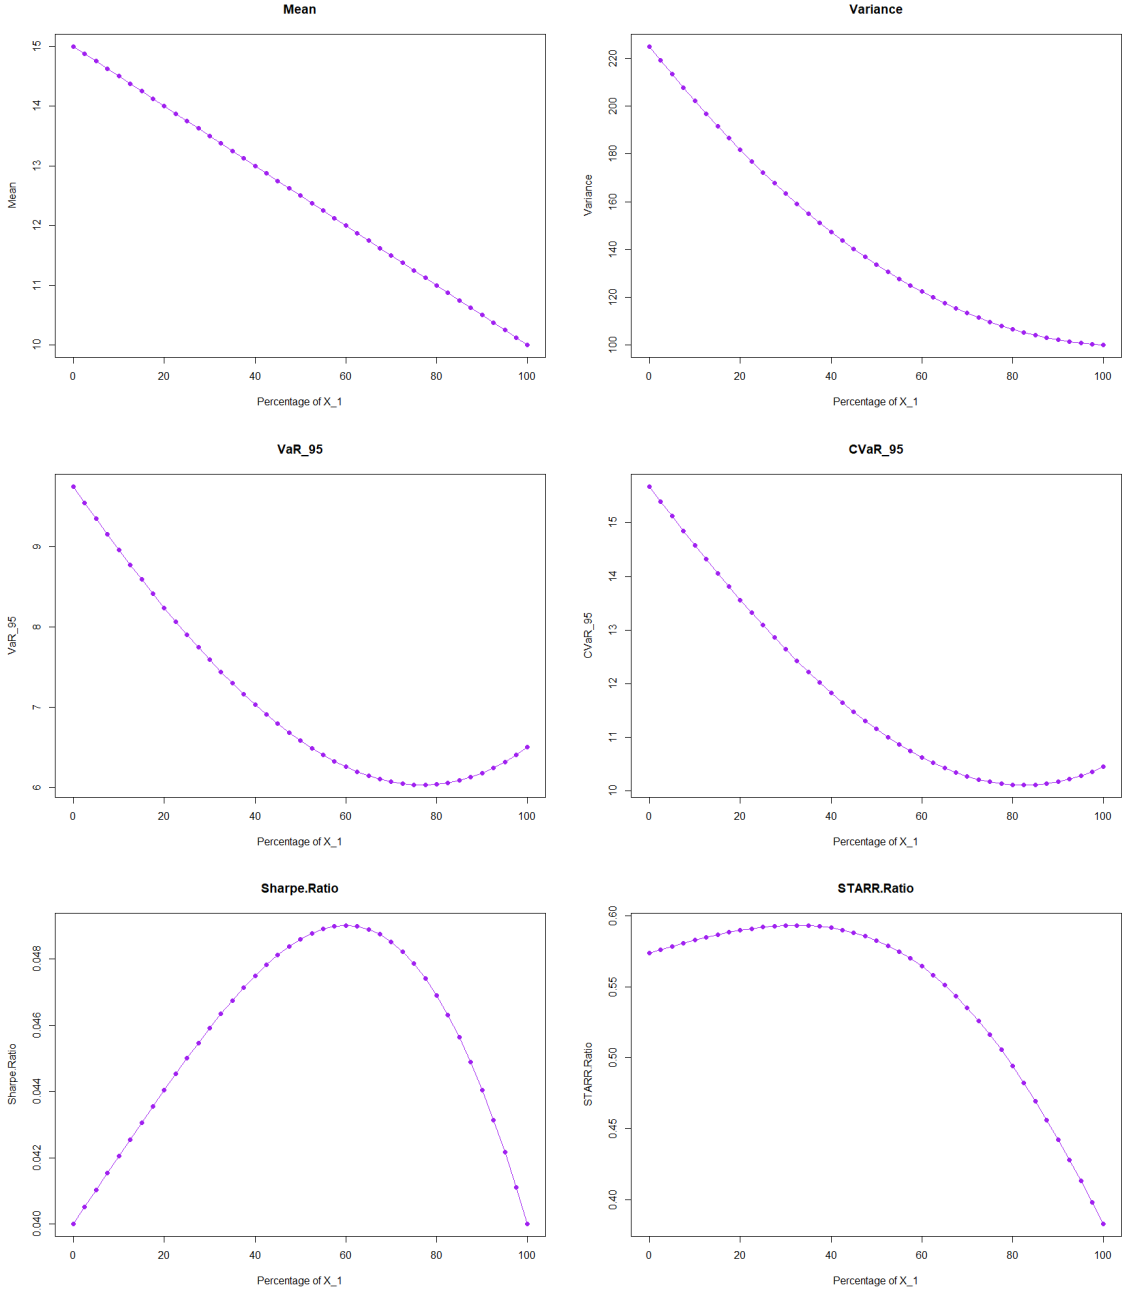 Mean
Mean
15
14
13
12
11
10
0 20 40 60 80 100
Percentage of X_1
Variance
Variance
220
200
180
160
140
120
100
0 20 40 60 80 100
Percentage of X_1
VaR_95
VaR_95
9
8
7
6
0 20 40 60 80 100
Percentage of X_1
CVaR_95
CVaR_95
15
14
13
12
11
10
0 20 40 60 80 100
Percentage of X_1
Sharpe.Ratio
Sharpe.Ratio
0.048
0.046
0.044
0.042
0.040
0 20 40 60 80 100
Percentage of X_1
STARR.Ratio
STARR.Ratio
0.60
0.55
0.50
0.45
0.40
0 20 40 60 80 100
Percentage of X_1